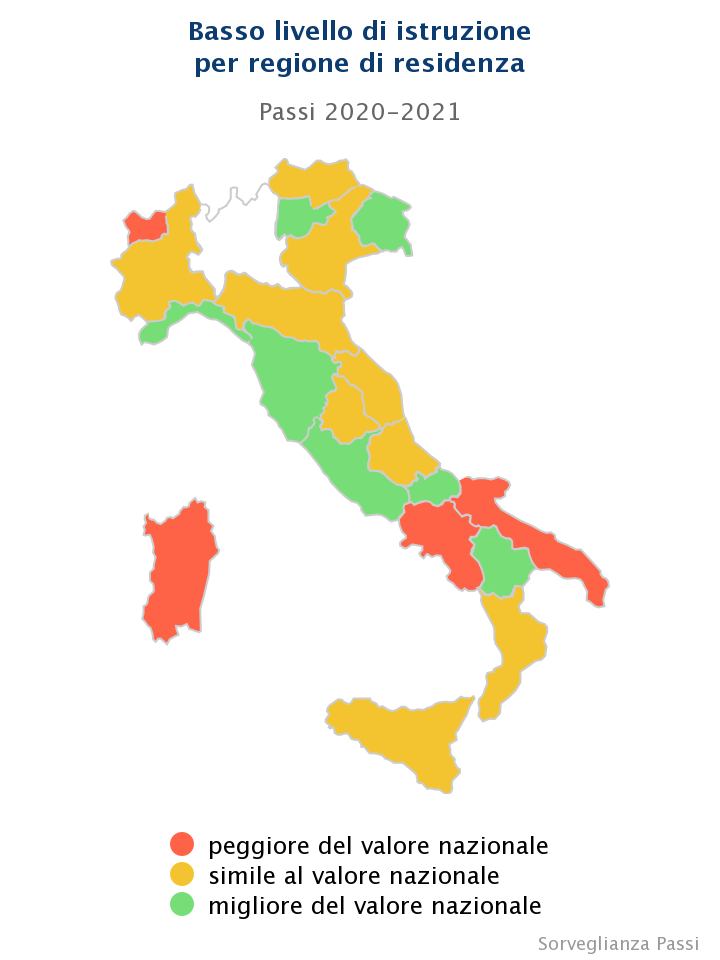 Basso livello di istruzione
per regione di residenza
Passi 2020-2021
peggiore del valore nazionale
simile al valore nazionale
migliore del valore nazionale
Sorveglianza Passi